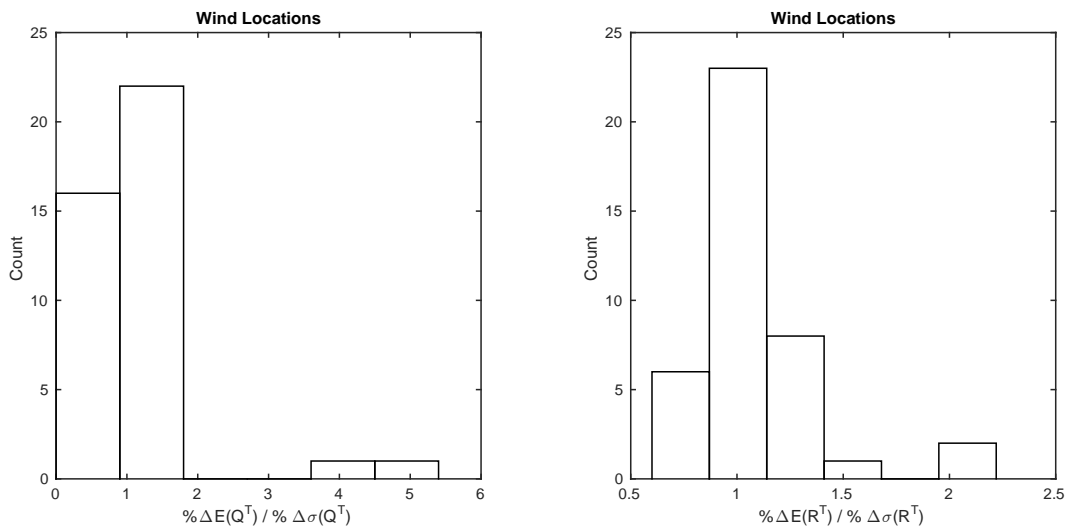 Wind Locations
25
20
15
10
5
0
Count
0 1 2 3 4 5 6
%ΔE(Q^T) / % Δσ(Q^T)
Wind Locations
25
20
15
10
5
0
Count
0.5 1 1.5 2 2.5
%ΔE(R^T) / % Δσ(R^T)